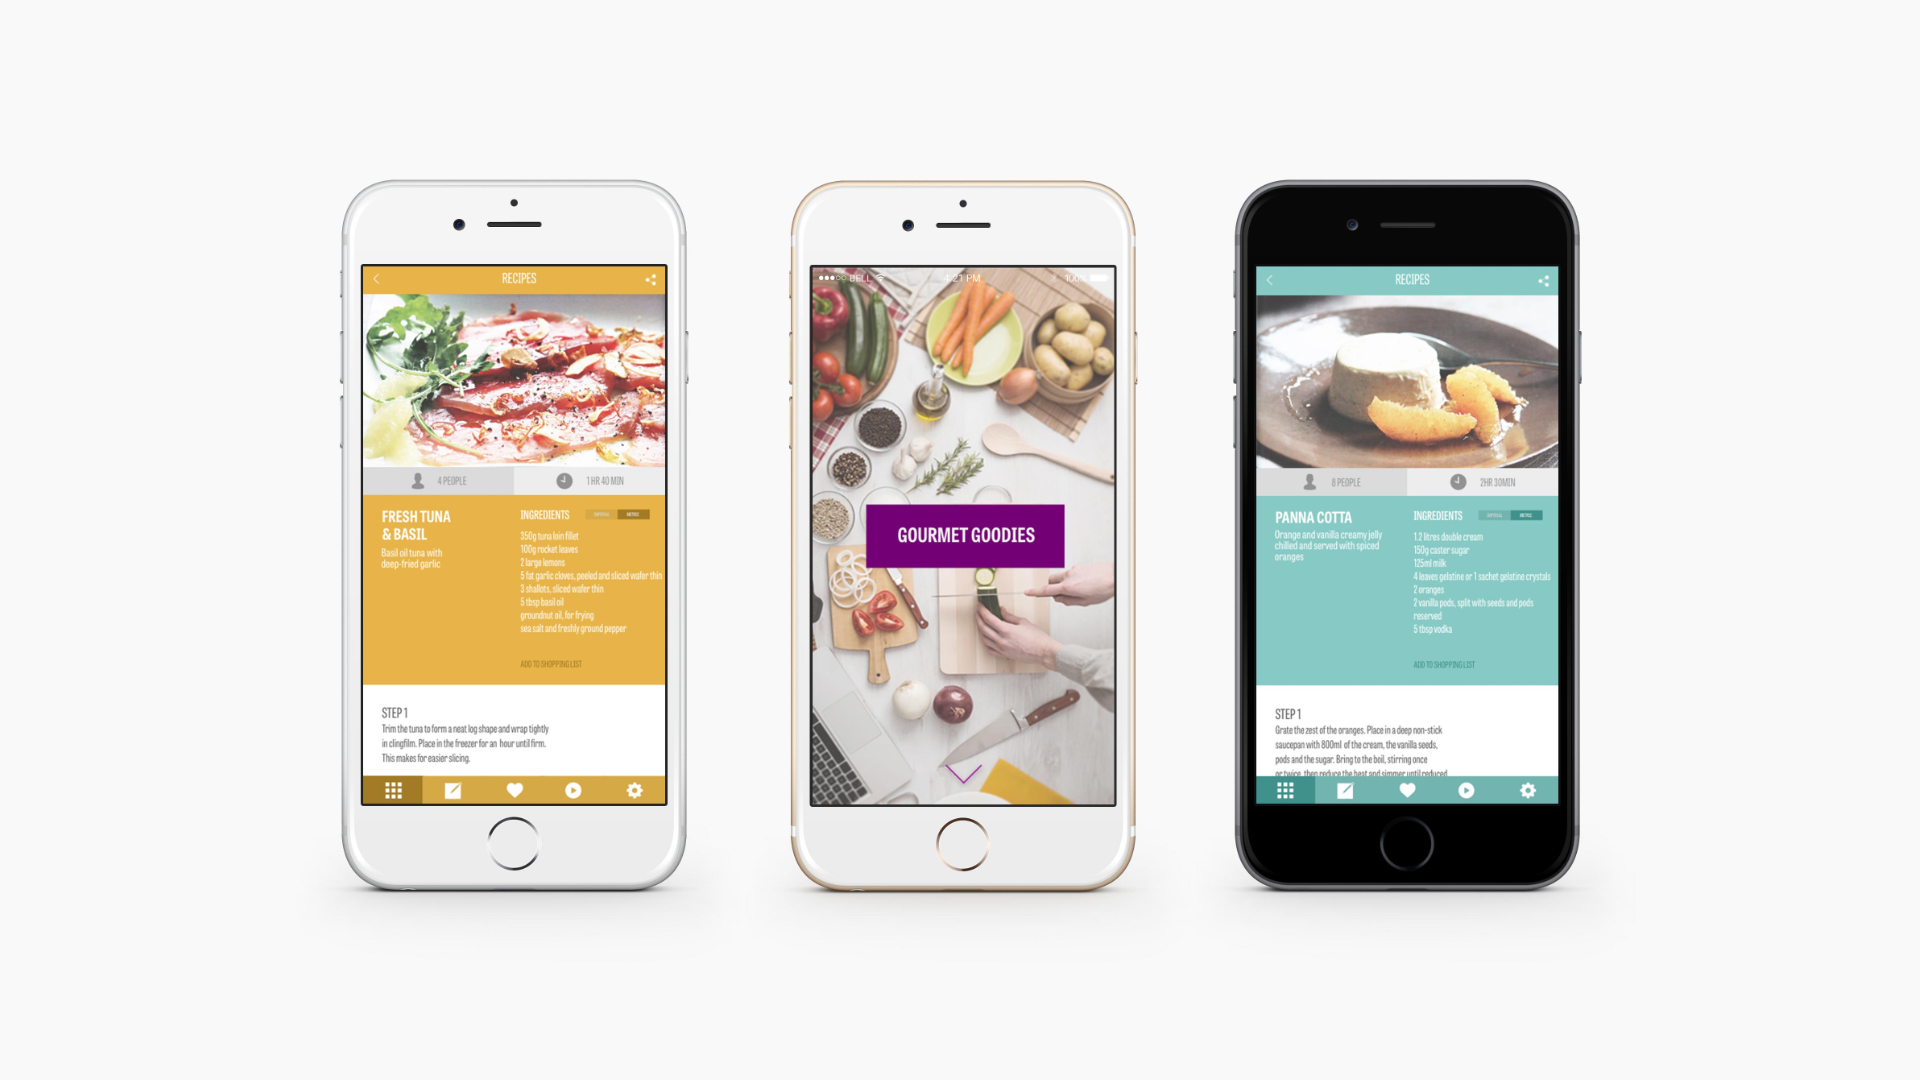 RECIPES
4 PEOPLE
1 HR 40 MIN
FRESH TUNA
& BASIL
Basil oil tuna with
deep-fried garlic
INGREDIENTS
IMPERIAL
METRIC
350g tuna loin fillet
100g rocket leaves
2 large lemons
5 fat garlic cloves, peeled and sliced wafer thin
3 shallots, sliced wafer thin
5 tbsp basil oil
groundnut oil, for frying
sea salt and freshly ground pepper
ADD TO SHOPPING LIST
STEP 1
Trim the tuna to form a neat log shape and wrap tightly
in clingfilm. Place in the freezer for an hour until firm.
This makes for easier slicing.
BELL
4:21 PM
100%
GOURMET GOODIES
RECIPES
8 PEOPLE
2HR 30MIN
PANNA COTTA
Orange and vanilla creamy jelly
chilled and served with spiced
oranges
INGREDIENTS
IMPERIAL
METRIC
1.2 litres double cream
150g caster sugar
125ml milk
4 leaves gelatine or 1 sachet gelatine crystals
2 oranges
2 vanilla pods, split with seeds and pods
reserved
5 tbsp vodka
ADD TO SHOPPING LIST
STEP 1
Grate the zest of the oranges. Place in a deep non-stick
saucepan with 800ml of the cream, the vanilla seeds,
pods and the sugar. Bring to the boil, stirring once
or twice, then reduce the heat and simmer until reduced